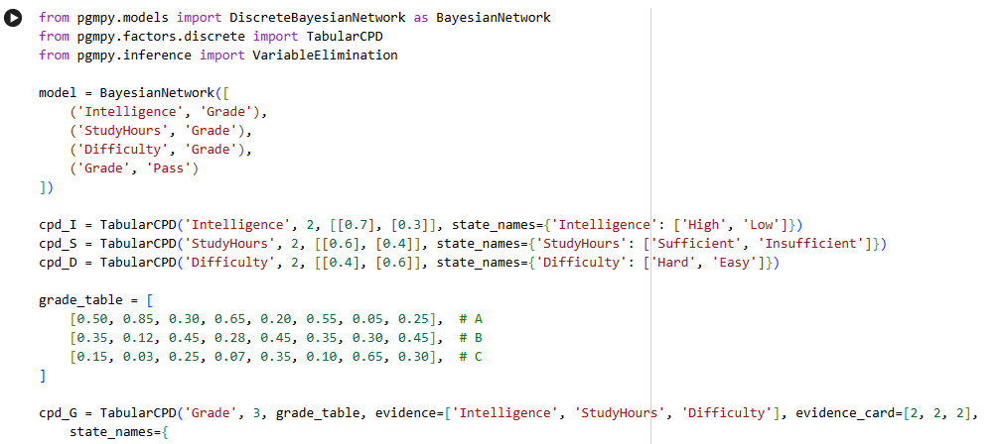 from pgmpy.models import DiscreteBayesianNetwork as BayesianNetwork
from pgmpy.factors.discrete import TabularCPD
from pgmpy.inference import VariableElimination
model = BayesianNetwork([
    ('Intelligence', 'Grade'),
    ('StudyHours', 'Grade'),
    ('Difficulty', 'Grade'),
    ('Grade', 'Pass')
])
cpd_I = TabularCPD('Intelligence', 2, [[0.7], [0.3]], state_names={'Intelligence': ['High', 'Low']})
cpd_S = TabularCPD('StudyHours', 2, [[0.6], [0.4]], state_names={'StudyHours': ['Sufficient', 'Insufficient']})
cpd_D = TabularCPD('Difficulty', 2, [[0.4], [0.6]], state_names={'Difficulty': ['Hard', 'Easy']})
grade_table = [
    [0.50, 0.85, 0.30, 0.65, 0.20, 0.55, 0.05, 0.25],  # A
    [0.35, 0.12, 0.45, 0.28, 0.45, 0.35, 0.30, 0.45],  # B
    [0.15, 0.03, 0.25, 0.07, 0.35, 0.10, 0.65, 0.30],  # C
]
cpd_G = TabularCPD('Grade', 3, grade_table, evidence=['Intelligence', 'StudyHours', 'Difficulty'], evidence_card=[2, 2, 2],
    state_names={